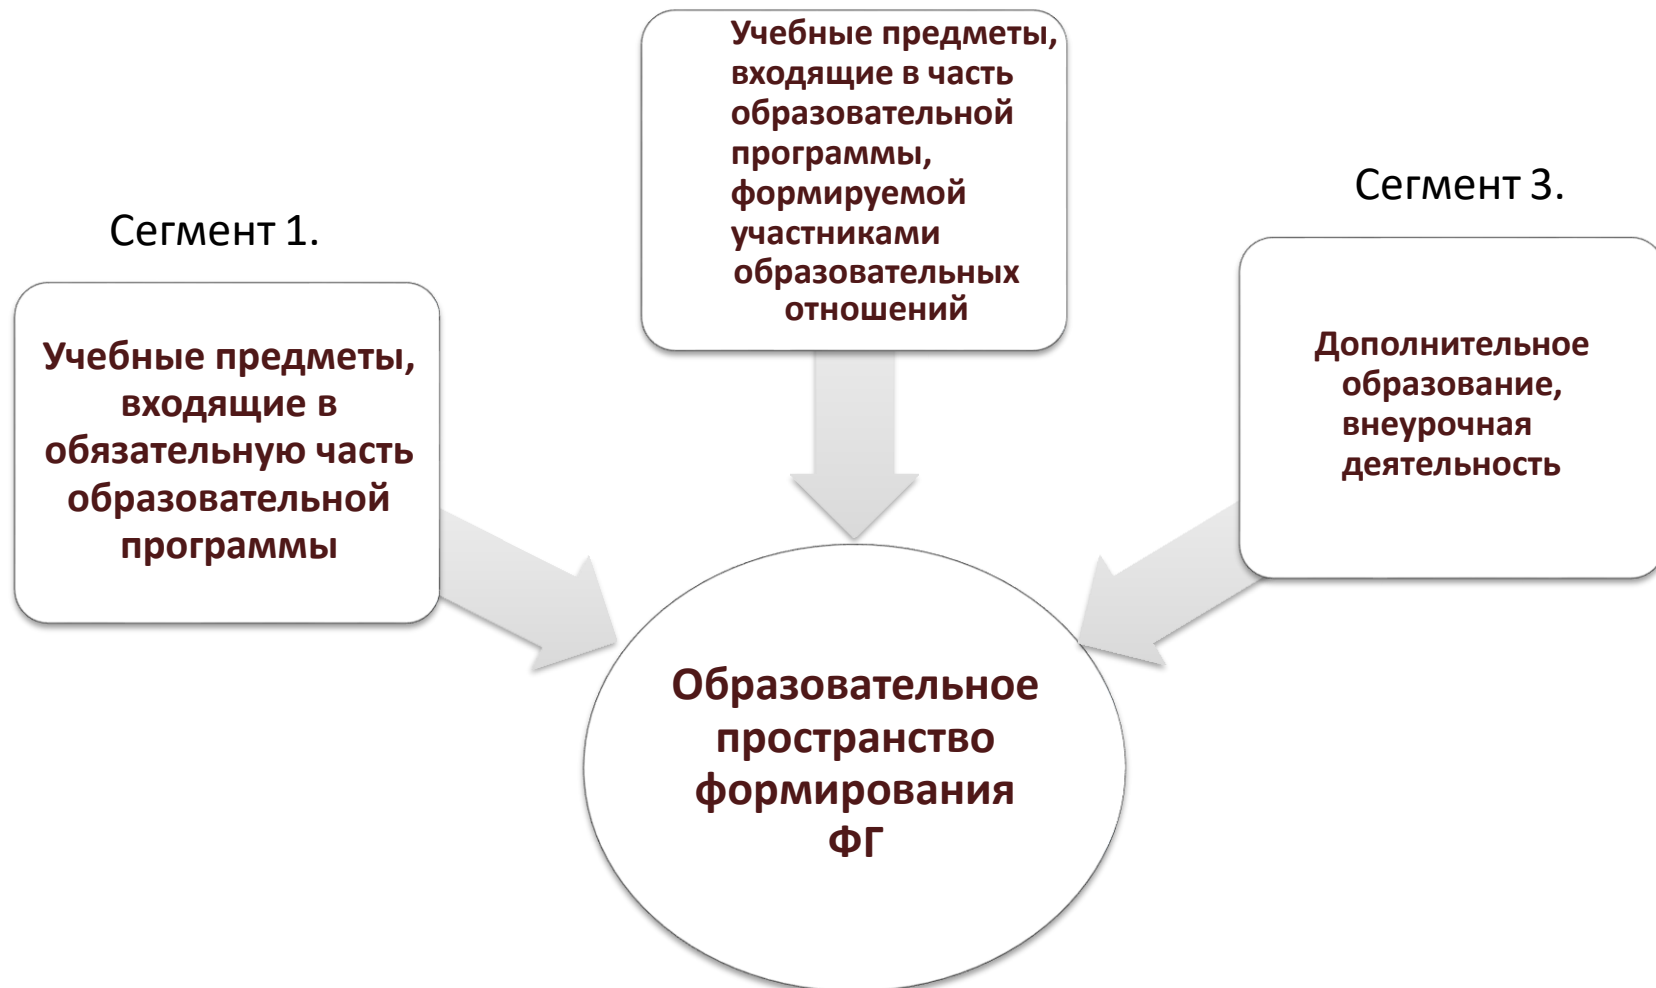 Сегмент 1.
Учебные предметы,
входящие в
обязательную часть
образовательной
программы
Учебные предметы,
входящие в часть
образовательной
программы,
формируемой
участниками
образовательных
отношений
Сегмент 3.
Дополнительное
образование,
внеурочная
деятельность
Образовательное
пространство
формирования
ФГ